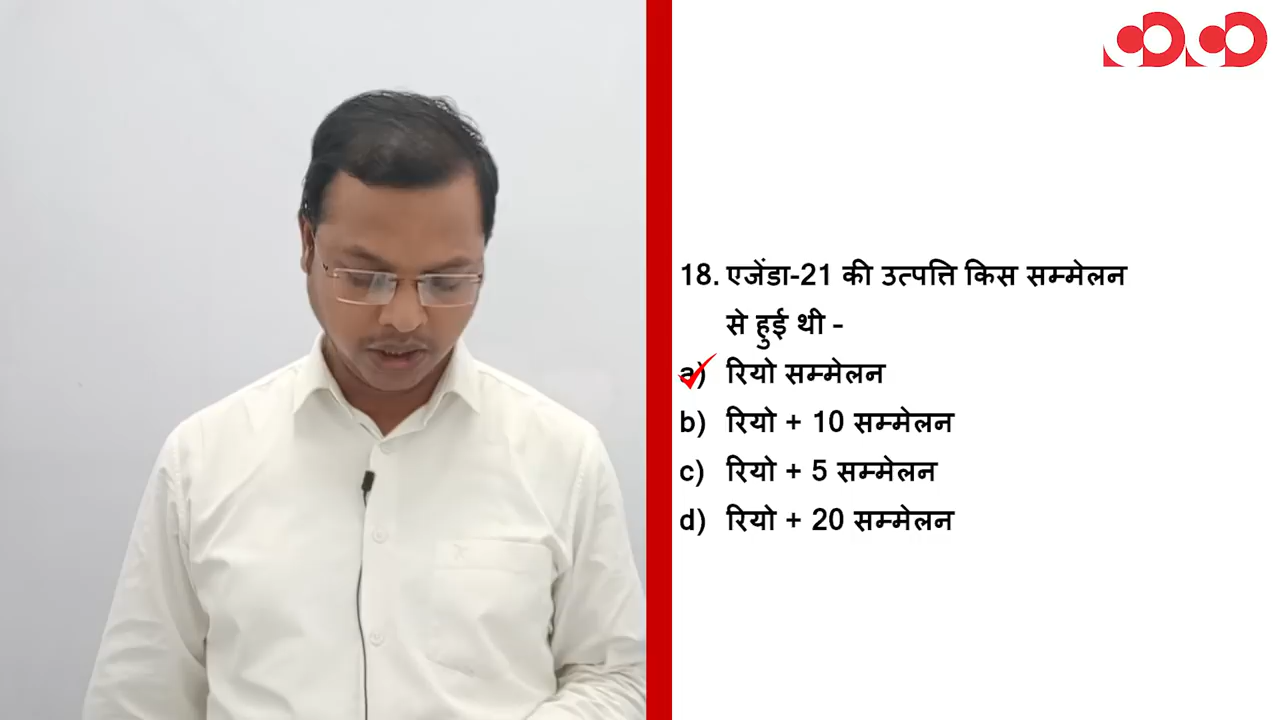 18. एजेंडा-21 की उत्पत्ति किस सम्मेलन
से हुई थी –
a) रियो सम्मेलन
b) रियो + 10 सम्मेलन
c) रियो + 5 सम्मेलन
d) रियो + 20 सम्मेलन